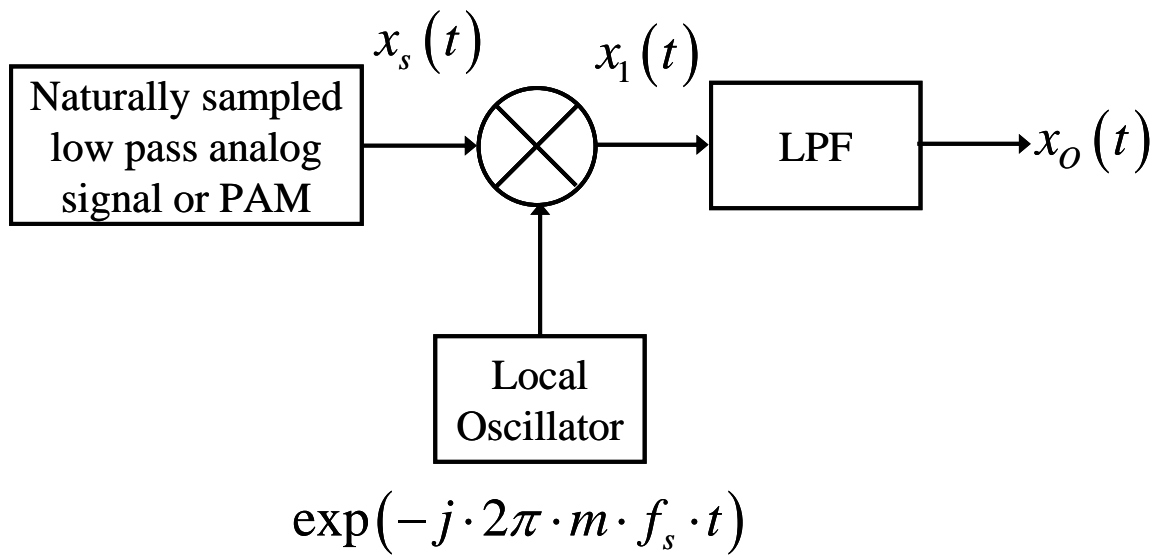 x_s(t)
x_1(t)
Naturally sampled
low pass analog
signal or PAM
LPF
x_O(t)
Local
Oscillator
exp(−j·2π·m·f_s·t)